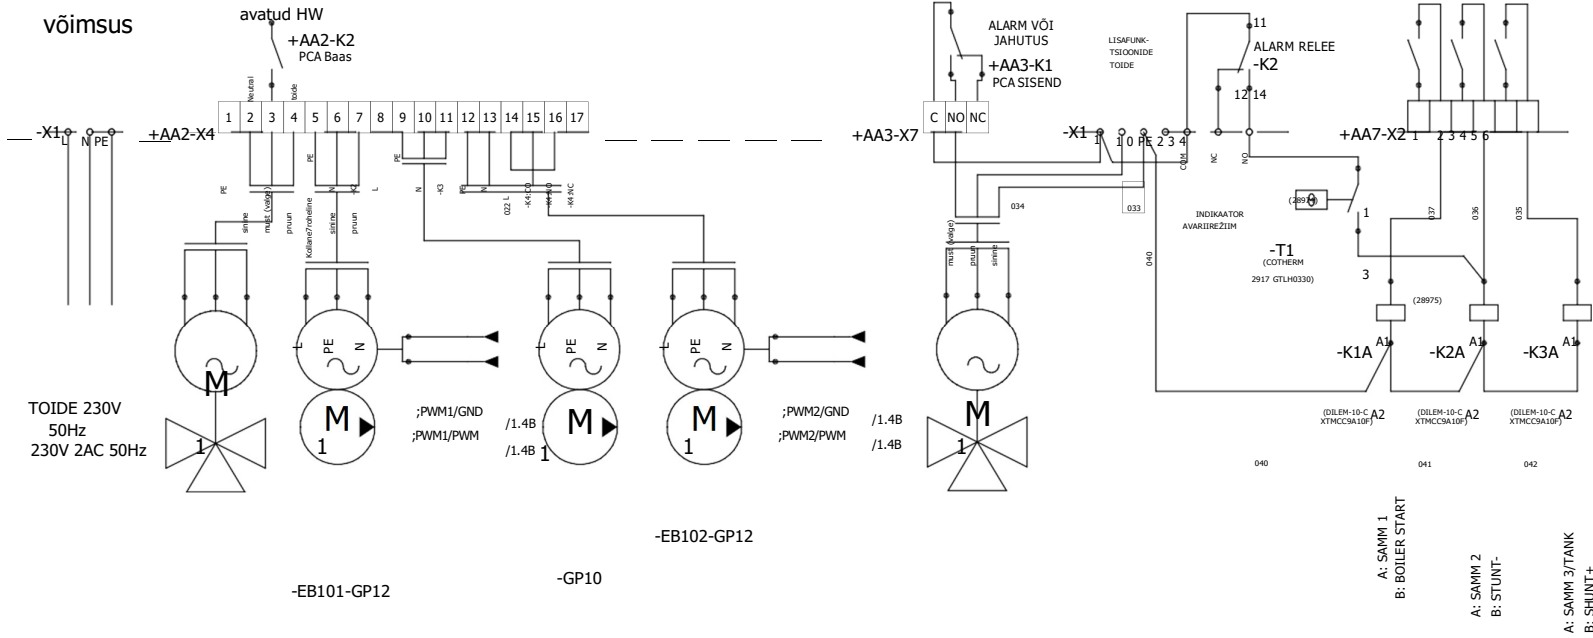 võimsus
avatud HW
+AA2-K2
PCA Baas
Neutral
toide
1 2 3 4 5 6 7 8 9 10 11 12 13 14 15 16 17
-X1
L N PE
+AA2-X4
PE
sinine
must (valge)
pruun
PE
N
-K2
L
Kollane7roheline
sinine
pruun
PE
N
-K3
PE
N
022 L
-K4:CO
-K4:NO
-K4:NC
ALARM VÕI
JAHUTUS
+AA3-K1
PCA SISEND
C NO NC
+AA3-X7
LISAFUNK-
TSIOONIDE
TOIDE
11
ALARM RELEE
-K2
12 14
-X1
1 1 0 PE 2 3 4
COM
NC
NO
+AA7-X2
1 2 3 4 5 6
034
033
must (valge)
pruun
sinine
040
INDIKAATOR
AVARIIREŽIIM
1
-T1
(COTHERM
2917 GTLH0330)
3
037
036
035
(28975)
-K1A
A1
-K2A
A1
-K3A
A1
L PE N
L PE N
L PE N
M
M
M
M
M
1
1
1
1
1
TOIDE 230V
50Hz
230V 2AC 50Hz
;PWM1/GND
/1.4B
;PWM1/PWM
/1.4B
;PWM2/GND
/1.4B
;PWM2/PWM
/1.4B
(DILEM-10-C A2
XTMCC9A10F)
(DILEM-10-C A2
XTMCC9A10F)
(DILEM-10-C A2
XTMCC9A10F)
040
041
042
-EB102-GP12
-GP10
-EB101-GP12
A: SAMM 1
B: BOILER START
A: SAMM 2
B: STUNT-
A: SAMM 3/TANK
B: SHUNT+